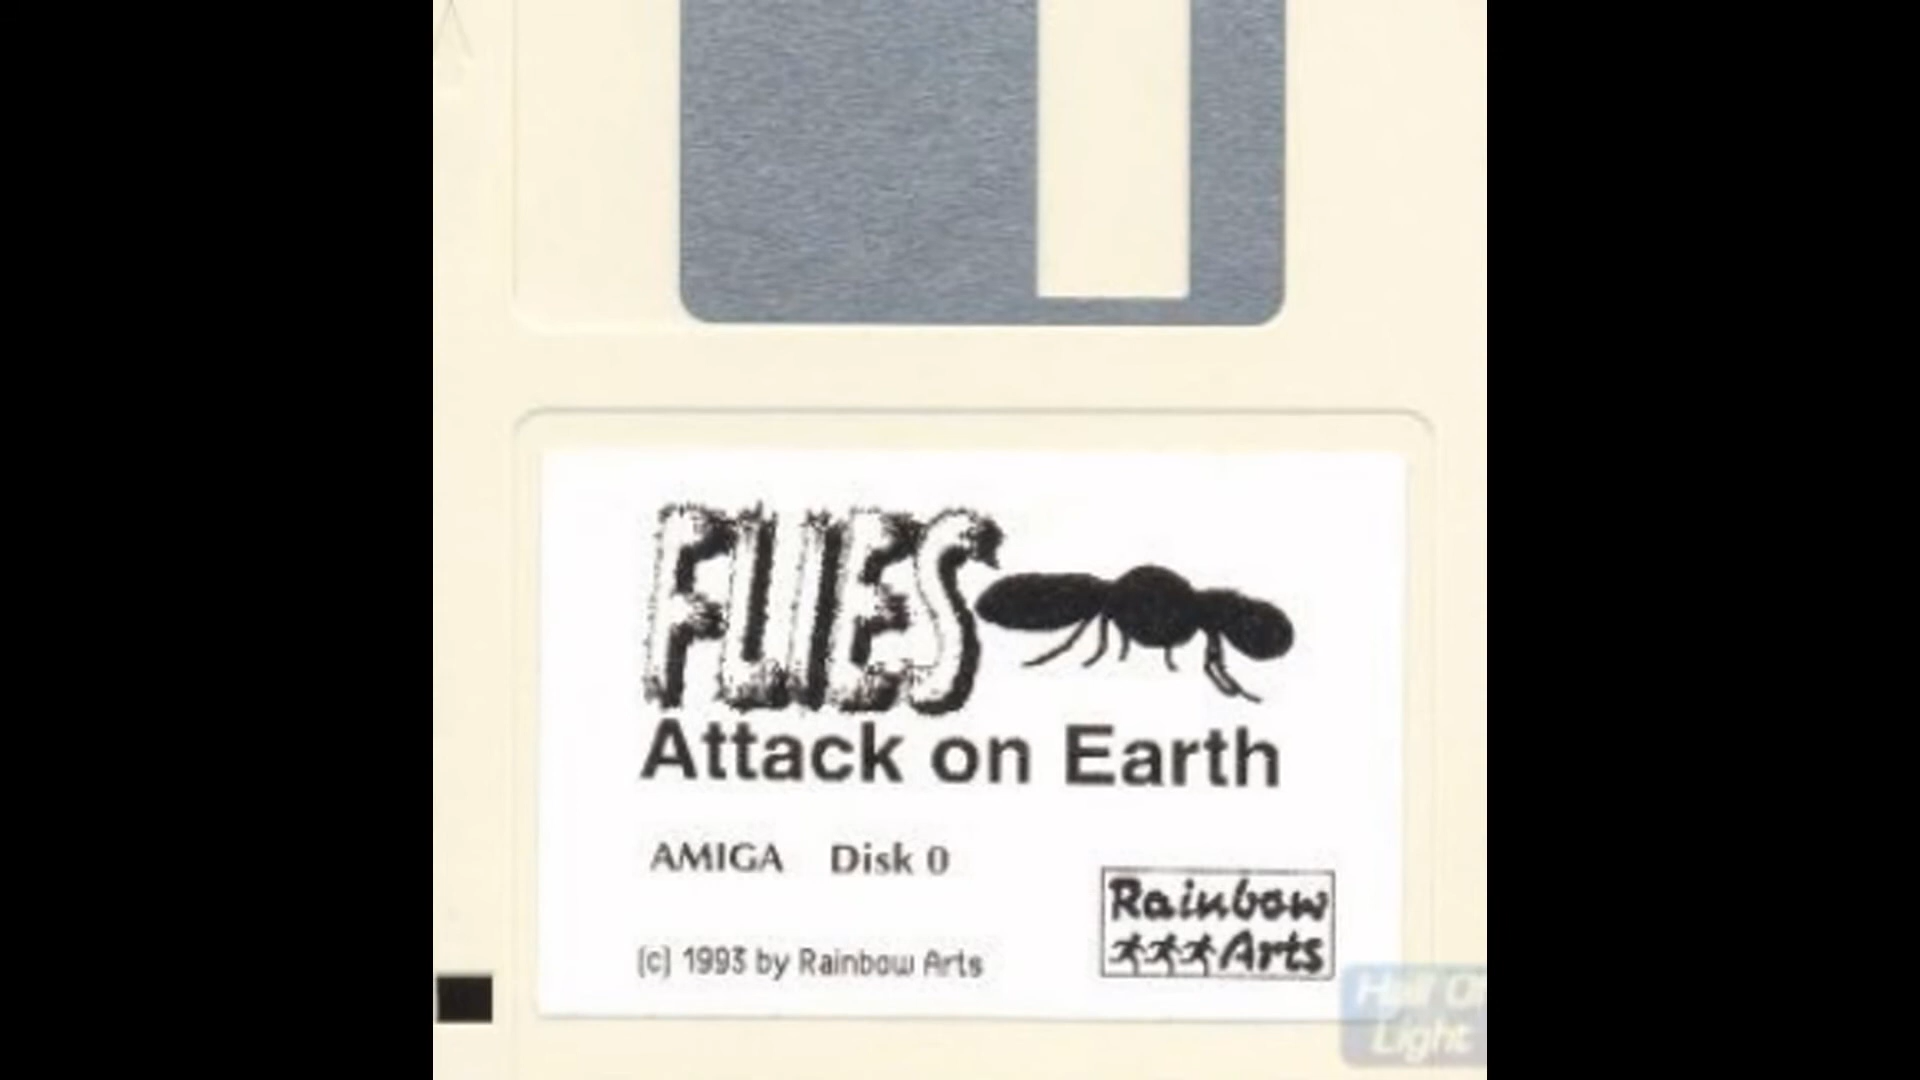 FLIES
Attack on Earth
AMIGA Disk 0
Rainbow
Arts
(c) 1993 by Rainbow Arts
Hall Of
Light